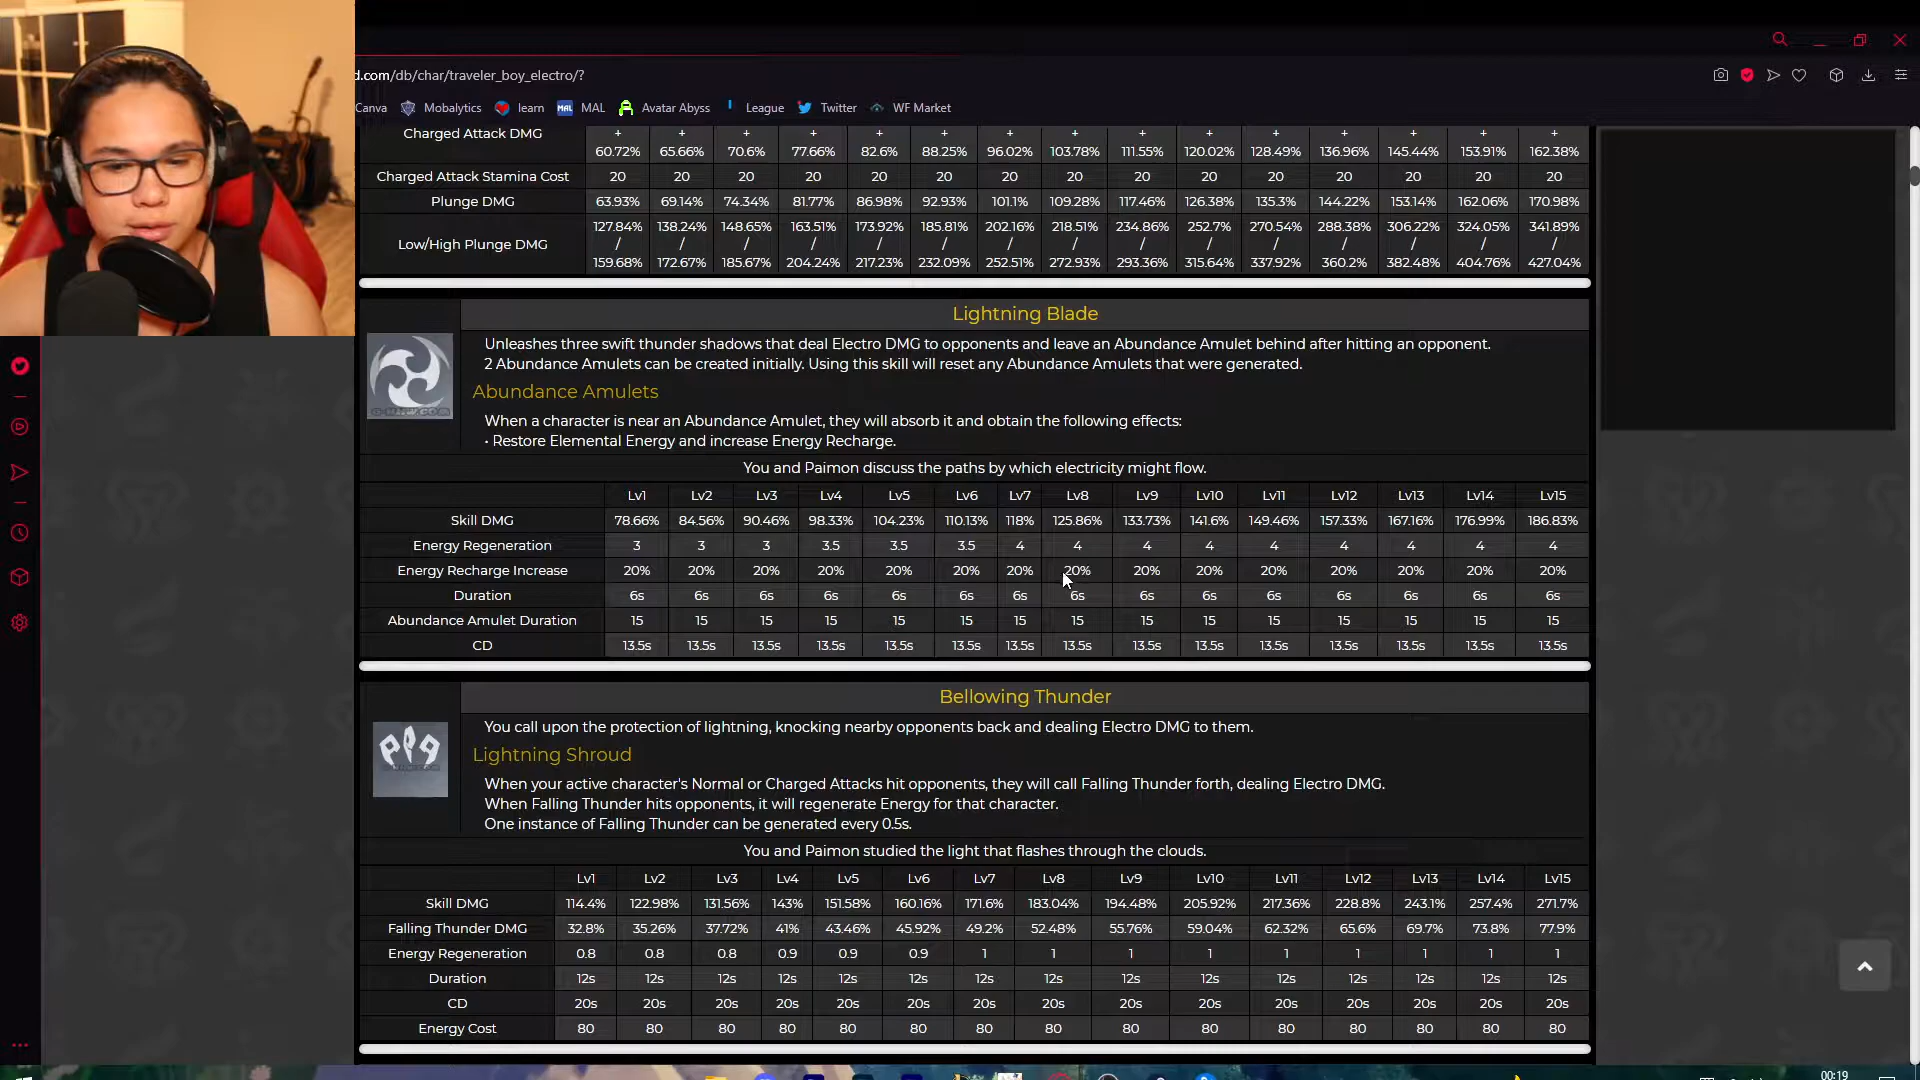 d.com/db/char/traveler_boy_electro/?
Canva Mobalytics learn MAL MAL Avatar Abyss League Twitter WF Market
Charged Attack DMG + + + + + + + + + + + + + + +
60.72% 65.66% 70.6% 77.66% 82.6% 88.25% 96.02% 103.78% 111.55% 120.02% 128.49% 136.96% 145.44% 153.91% 162.38%
Charged Attack Stamina Cost 20 20 20 20 20 20 20 20 20 20 20 20 20 20 20
Plunge DMG 63.93% 69.14% 74.34% 81.77% 86.98% 92.93% 101.1% 109.28% 117.46% 126.38% 135.3% 144.22% 153.14% 162.06% 170.98%
127.84% 138.24% 148.65% 163.51% 173.92% 185.81% 202.16% 218.51% 234.86% 252.7% 270.54% 288.38% 306.22% 324.05% 341.89%
Low/High Plunge DMG / / / / / / / / / / / / / / /
159.68% 172.67% 185.67% 204.24% 217.23% 232.09% 252.51% 272.93% 293.36% 315.64% 337.92% 360.2% 382.48% 404.76% 427.04%
Lightning Blade
Unleashes three swift thunder shadows that deal Electro DMG to opponents and leave an Abundance Amulet behind after hitting an opponent.
2 Abundance Amulets can be created initially. Using this skill will reset any Abundance Amulets that were generated.
Abundance Amulets
When a character is near an Abundance Amulet, they will absorb it and obtain the following effects:
• Restore Elemental Energy and increase Energy Recharge.
You and Paimon discuss the paths by which electricity might flow.
Lv1 Lv2 Lv3 Lv4 Lv5 Lv6 Lv7 Lv8 Lv9 Lv10 Lv11 Lv12 Lv13 Lv14 Lv15
Skill DMG 78.66% 84.56% 90.46% 98.33% 104.23% 110.13% 118% 125.86% 133.73% 141.6% 149.46% 157.33% 167.16% 176.99% 186.83%
Energy Regeneration 3 3 3 3.5 3.5 3.5 4 4 4 4 4 4 4 4 4
Energy Recharge Increase 20% 20% 20% 20% 20% 20% 20% 20% 20% 20% 20% 20% 20% 20% 20%
Duration 6s 6s 6s 6s 6s 6s 6s 6s 6s 6s 6s 6s 6s 6s 6s
Abundance Amulet Duration 15 15 15 15 15 15 15 15 15 15 15 15 15 15 15
CD 13.5s 13.5s 13.5s 13.5s 13.5s 13.5s 13.5s 13.5s 13.5s 13.5s 13.5s 13.5s 13.5s 13.5s 13.5s
Bellowing Thunder
You call upon the protection of lightning, knocking nearby opponents back and dealing Electro DMG to them.
Lightning Shroud
When your active character's Normal or Charged Attacks hit opponents, they will call Falling Thunder forth, dealing Electro DMG.
When Falling Thunder hits opponents, it will regenerate Energy for that character.
One instance of Falling Thunder can be generated every 0.5s.
You and Paimon studied the light that flashes through the clouds.
Lv1 Lv2 Lv3 Lv4 Lv5 Lv6 Lv7 Lv8 Lv9 Lv10 Lv11 Lv12 Lv13 Lv14 Lv15
Skill DMG 114.4% 122.98% 131.56% 143% 151.58% 160.16% 171.6% 183.04% 194.48% 205.92% 217.36% 228.8% 243.1% 257.4% 271.7%
Falling Thunder DMG 32.8% 35.26% 37.72% 41% 43.46% 45.92% 49.2% 52.48% 55.76% 59.04% 62.32% 65.6% 69.7% 73.8% 77.9%
Energy Regeneration 0.8 0.8 0.8 0.9 0.9 0.9 1 1 1 1 1 1 1 1 1
Duration 12s 12s 12s 12s 12s 12s 12s 12s 12s 12s 12s 12s 12s 12s 12s
CD 20s 20s 20s 20s 20s 20s 20s 20s 20s 20s 20s 20s 20s 20s 20s
Energy Cost 80 80 80 80 80 80 80 80 80 80 80 80 80 80 80
00:19